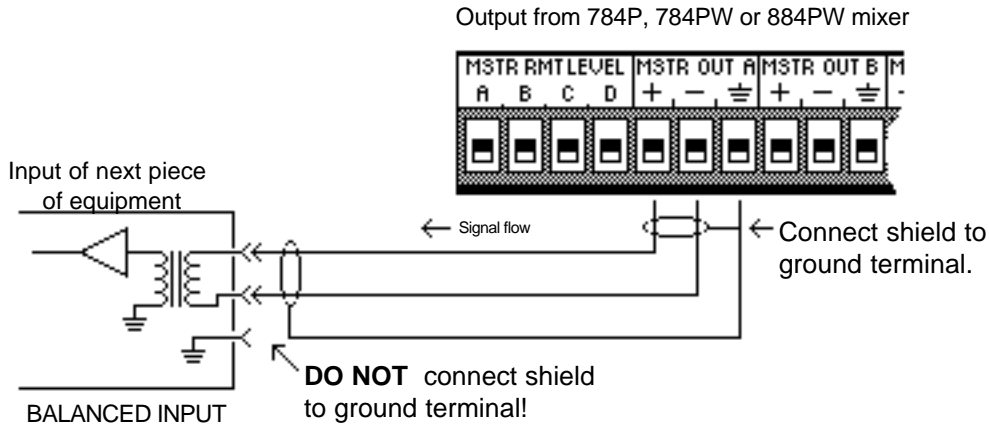 Output from 784P, 784PW or 884PW mixer
MSTR RMT LEVEL MSTR OUT A MSTR OUT B M
A B C D + − + −
Input of next piece
of equipment
Signal flow
Connect shield to
ground terminal.
DO NOT connect shield
to ground terminal!
BALANCED INPUT